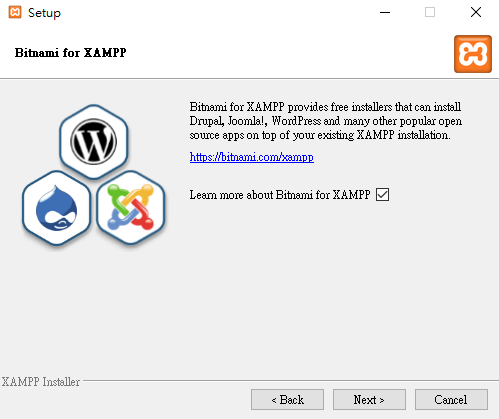 Setup
Bitnami for XAMPP
Bitnami for XAMPP provides free installers that can install
Drupal, Joomla!, WordPress and many other popular open
source apps on top of your existing XAMPP installation.
https://bitnami.com/xampp
Learn more about Bitnami for XAMPP
XAMPP Installer
< Back
Next >
Cancel